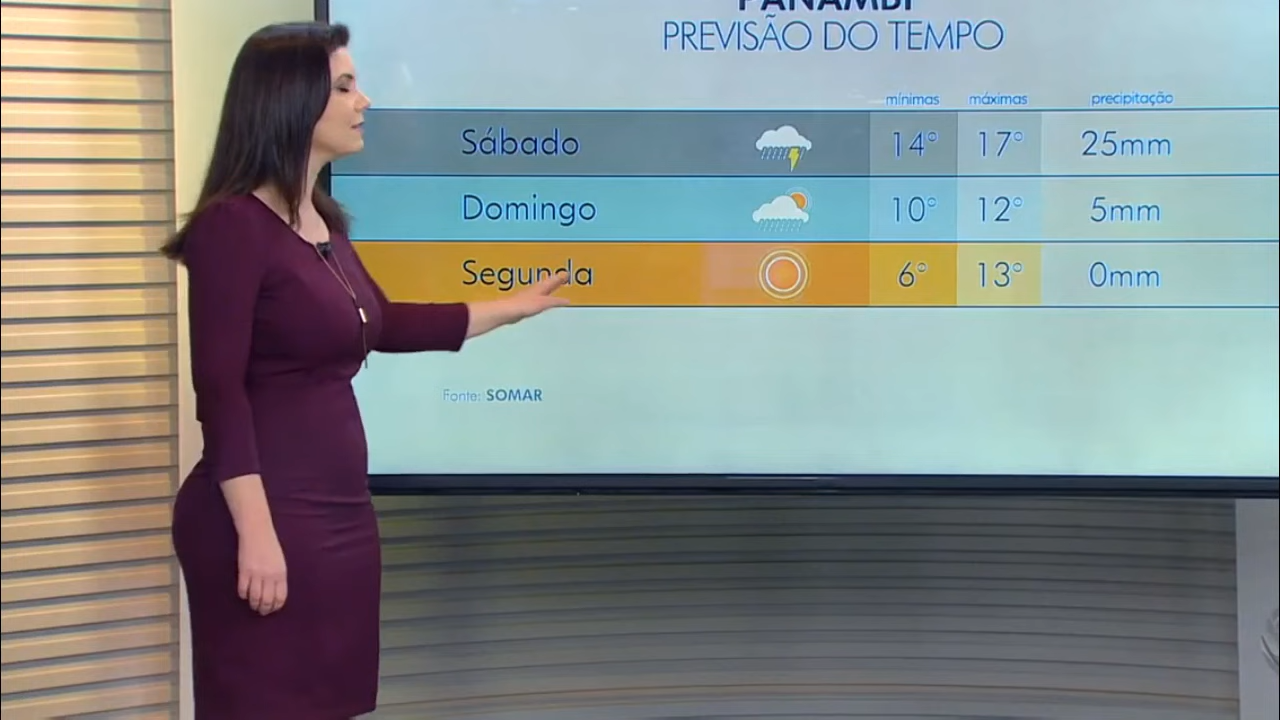 PANAMBI
PREVISÃO DO TEMPO
mínimas máximas precipitação
Sábado 14° 17° 25mm
Domingo 10° 12° 5mm
Segunda 6° 13° 0mm
Fonte: SOMAR